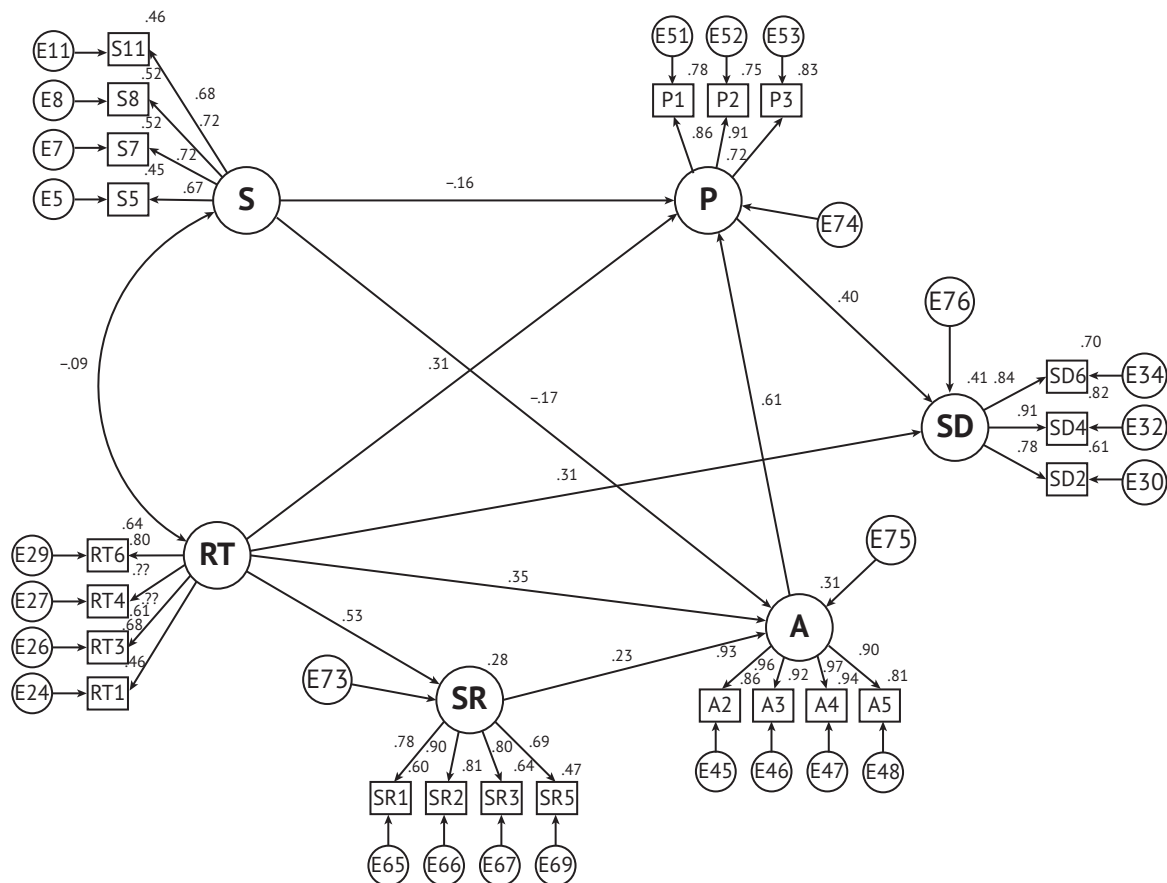 .46
E11 S11
.52
E8 S8
.68
.72
.52
E7 S7
.72
.45
E5 S5
.67
S
E51 E52 E53
.78 .75 .83
P1 P2 P3
.86 .91 .72
P
E74
–.16
–.09
.31
–.17
.61
.40
E76
.70
.41 .84 SD6 E34
.82
SD
.91 SD4 E32
.78 .61
SD2 E30
.31
.64
.80
E29 RT6
RT
.??
E27 RT4
.??
.61
.68
E26 RT3
.46
E24 RT1
.35
.53
.23
E75
.31
A
.93 .96 .97 .90
.86 .92 .94 .81
A2 A3 A4 A5
E45 E46 E47 E48
E73
.28
SR
.78 .90 .80 .69
.60 .81 .64 .47
SR1 SR2 SR3 SR5
E65 E66 E67 E69